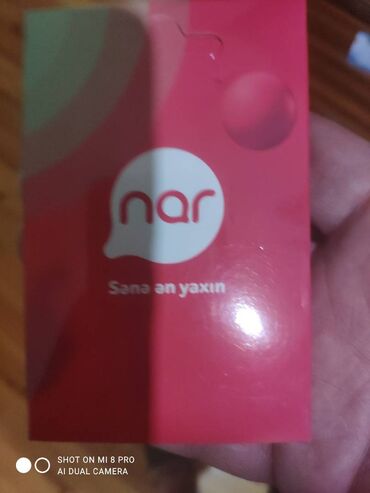 nar
Sənə ən yaxın
SHOT ON MI 8 PRO
AI DUAL CAMERA